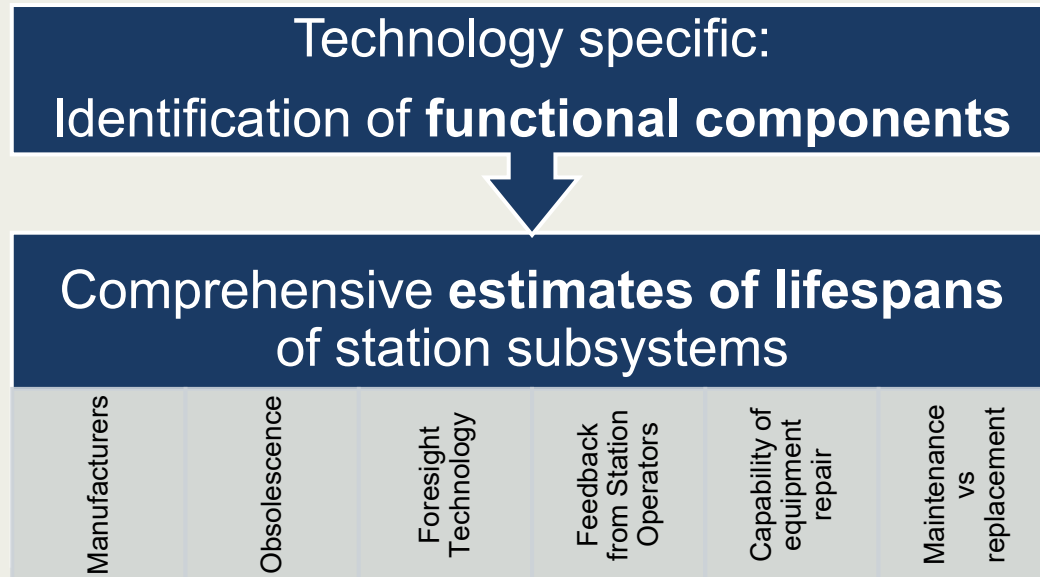 Technology specific:
Identification of functional components
Comprehensive estimates of lifespans
of station subsystems
Manufacturers
Obsolescence
Foresight
Technology
Feedback
from Station
Operators
Capability of
equipment
repair
Maintenance
vs
replacement